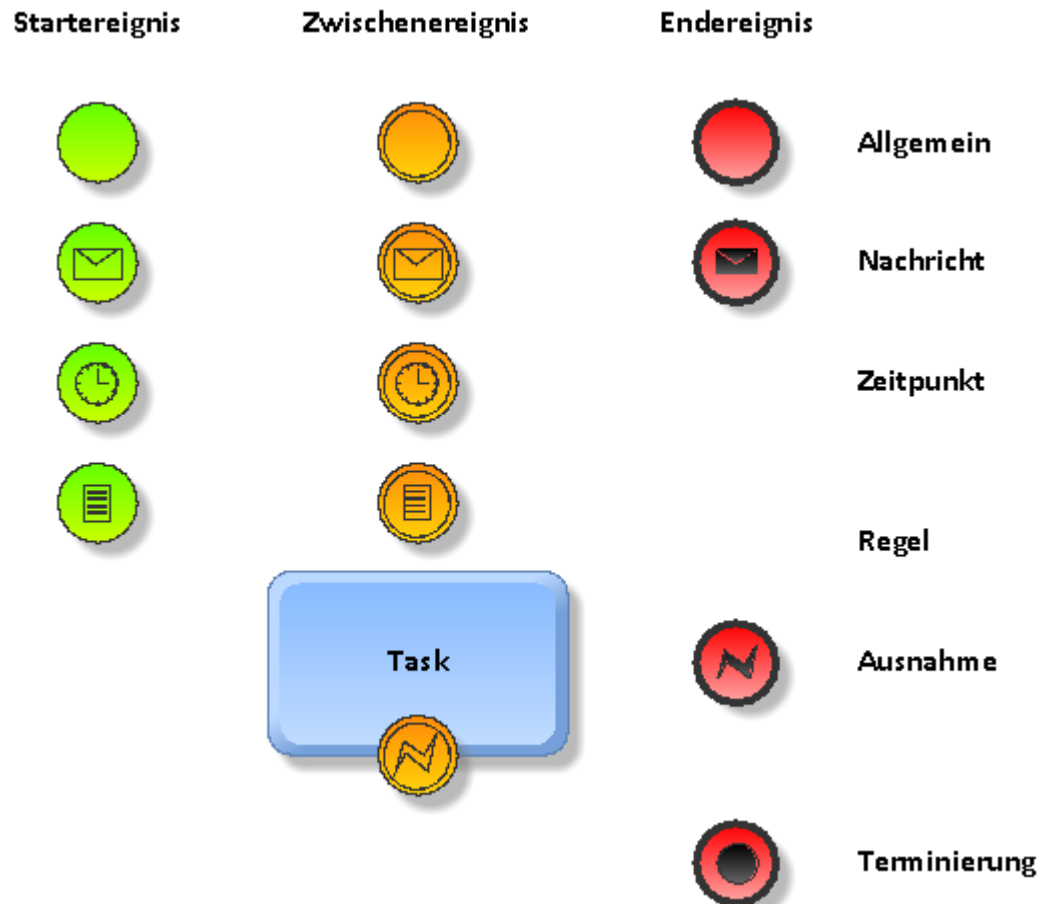 Startereignis Zwischenereignis Endereignis
Allgemein
Nachricht
Zeitpunkt
Regel
Task
Ausnahme
Terminierung